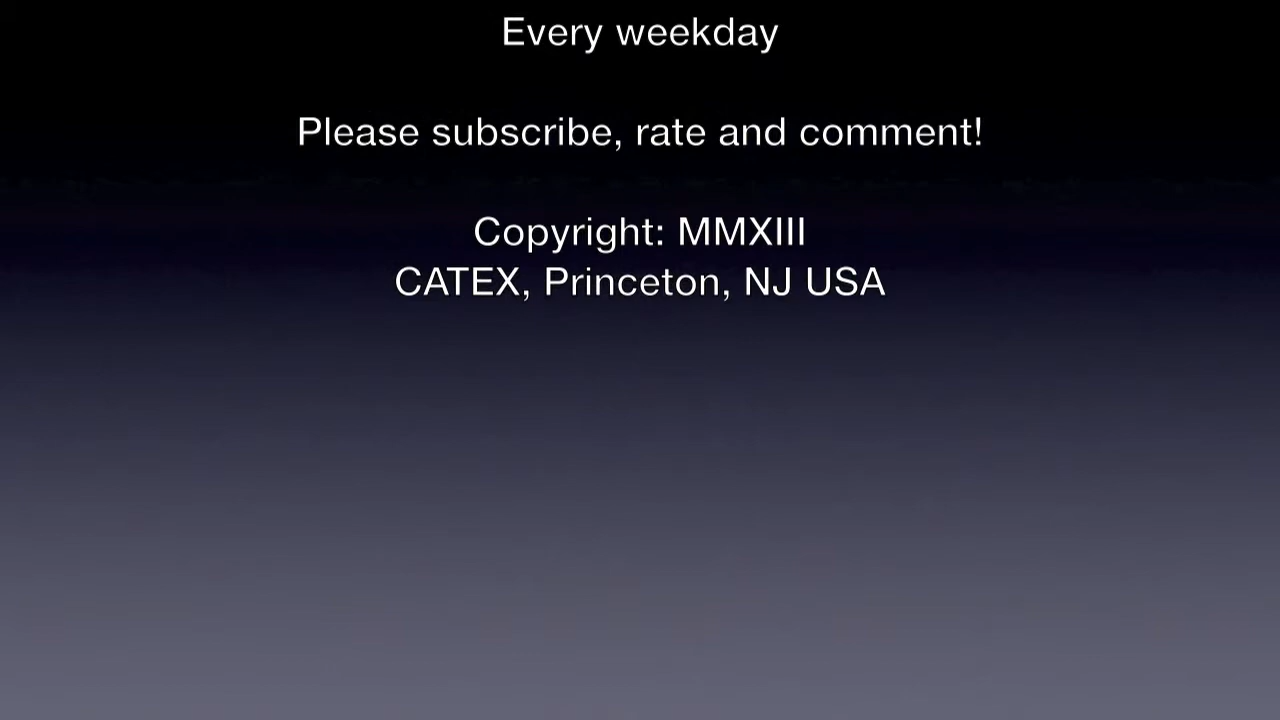 Every weekday
Please subscribe, rate and comment!
Copyright: MMXIII
CATEX, Princeton, NJ USA